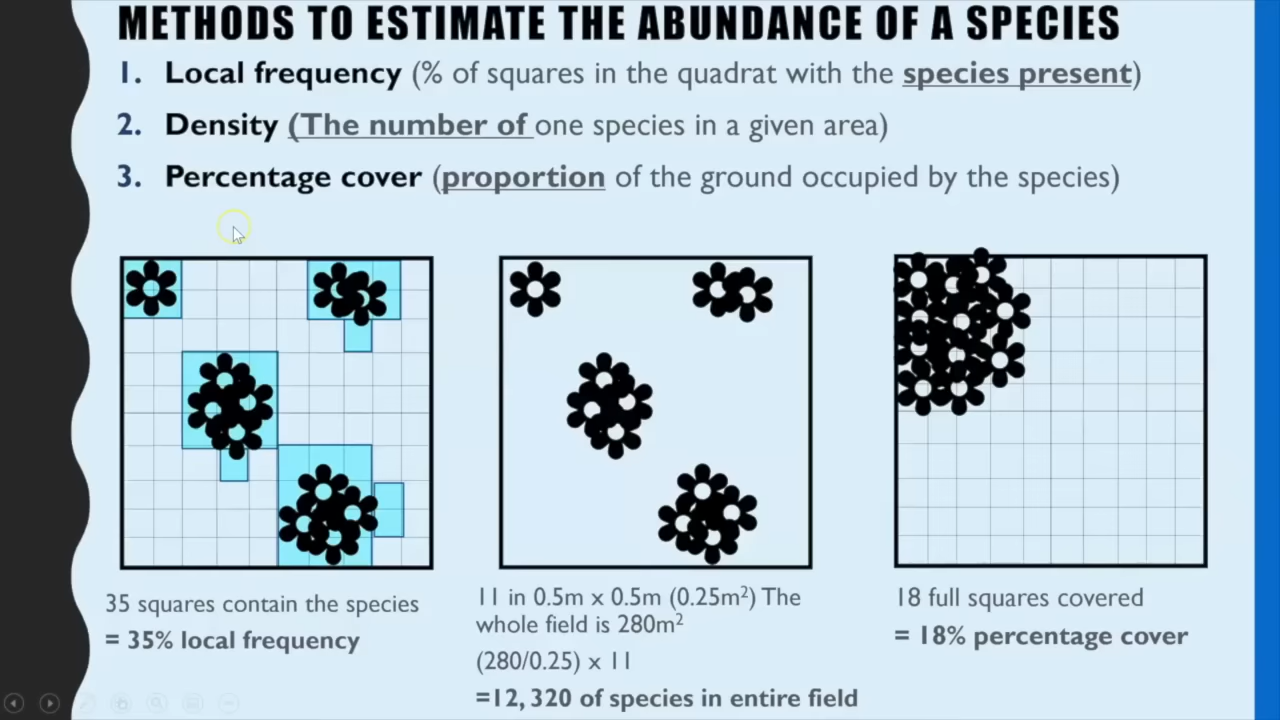 METHODS TO ESTIMATE THE ABUNDANCE OF A SPECIES
1. Local frequency (% of squares in the quadrat with the species present)
2. Density (The number of one species in a given area)
3. Percentage cover (proportion of the ground occupied by the species)
35 squares contain the species
= 35% local frequency
11 in 0.5m x 0.5m (0.25m²) The
whole field is 280m²
(280/0.25) x 11
=12, 320 of species in entire field
18 full squares covered
= 18% percentage cover